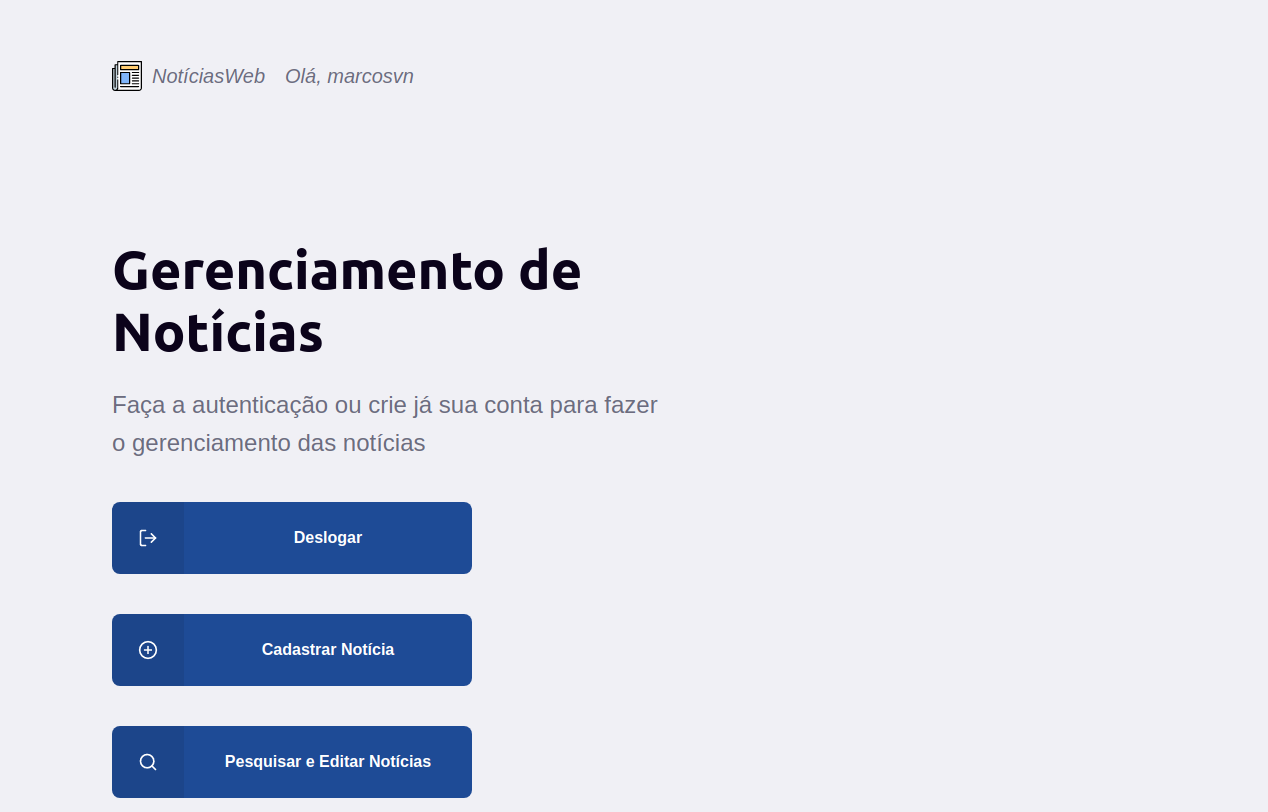 NotíciasWeb Olá, marcosvn
Gerenciamento de
Notícias
Faça a autenticação ou crie já sua conta para fazer
o gerenciamento das notícias
Deslogar
Cadastrar Notícia
Pesquisar e Editar Notícias